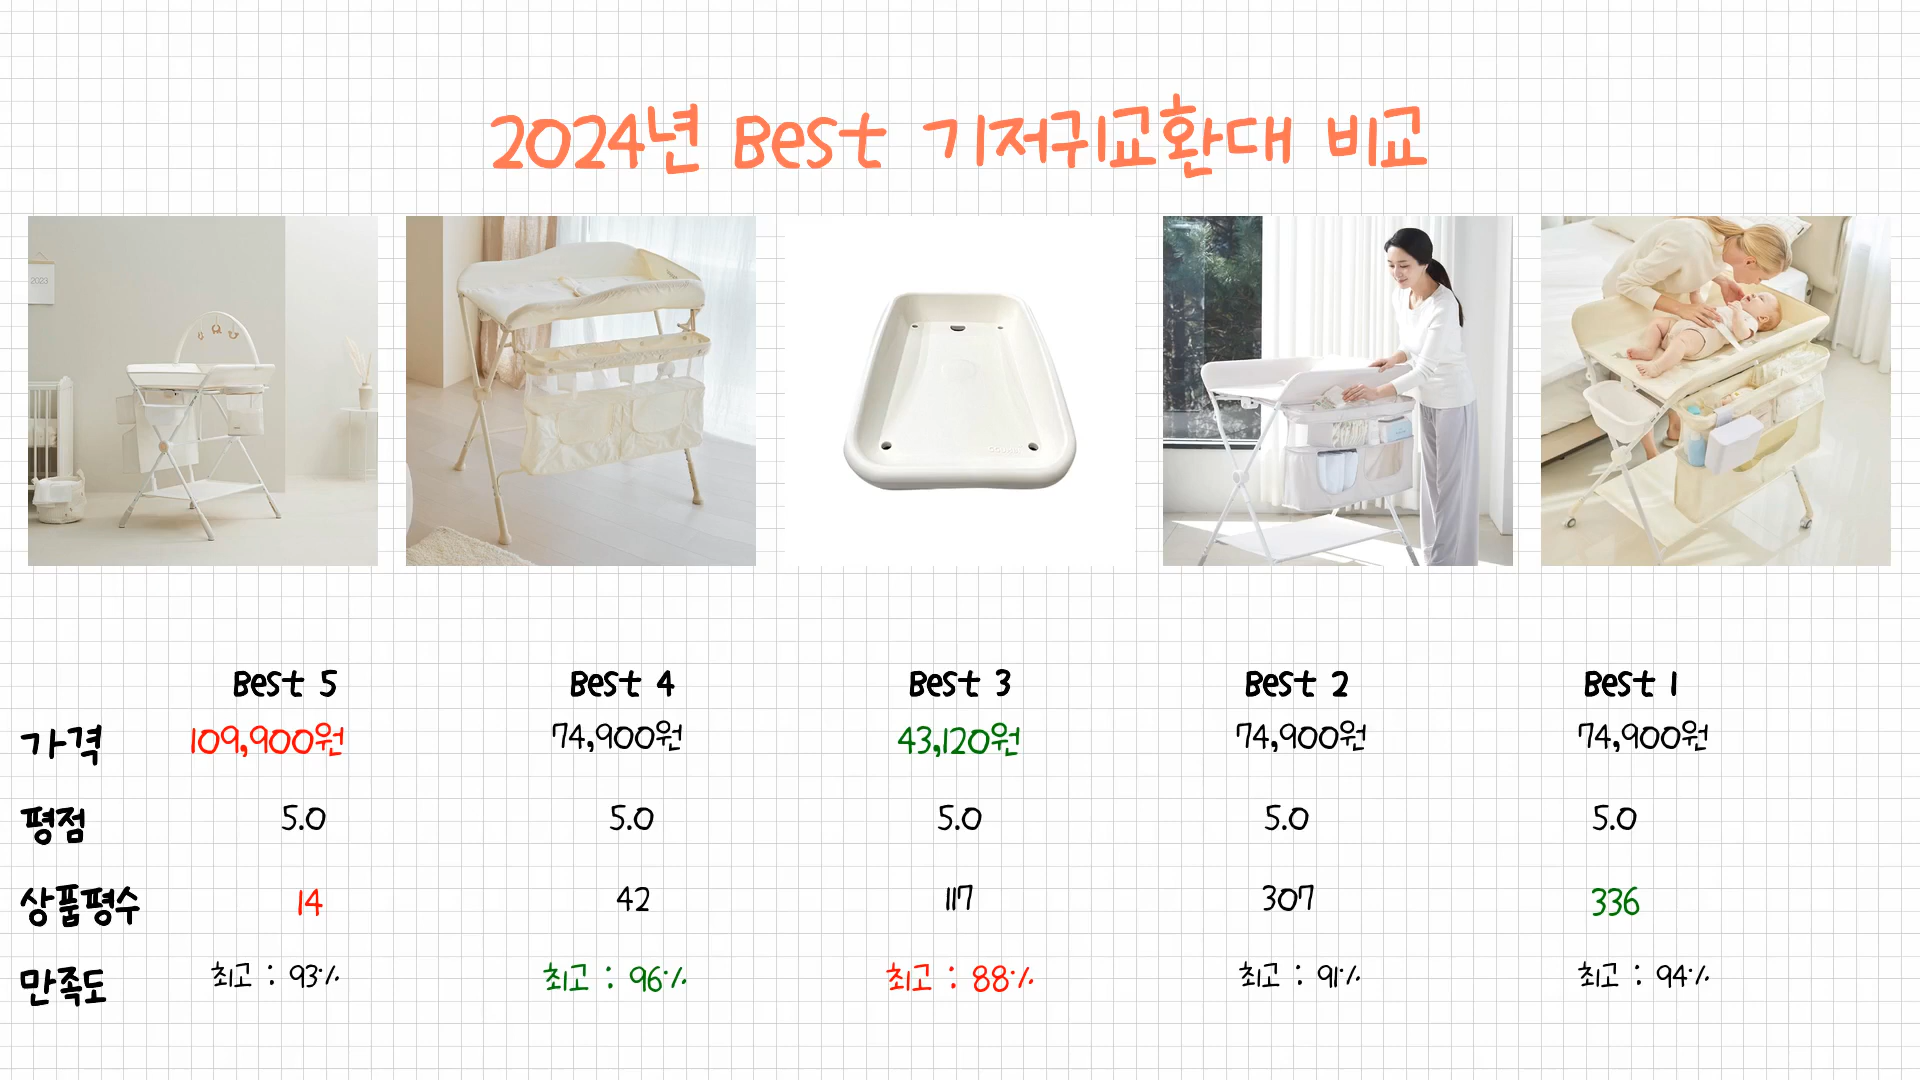 2024년 Best 기저귀교환대 비교
2023
Best 5 Best 4 Best 3 Best 2 Best 1
가격 109,900원 74,900원 43,120원 74,900원 74,900원
평점 5.0 5.0 5.0 5.0 5.0
상품평수 14 42 117 307 336
만족도 최고 : 93% 최고 : 96% 최고 : 88% 최고 : 91% 최고 : 94%